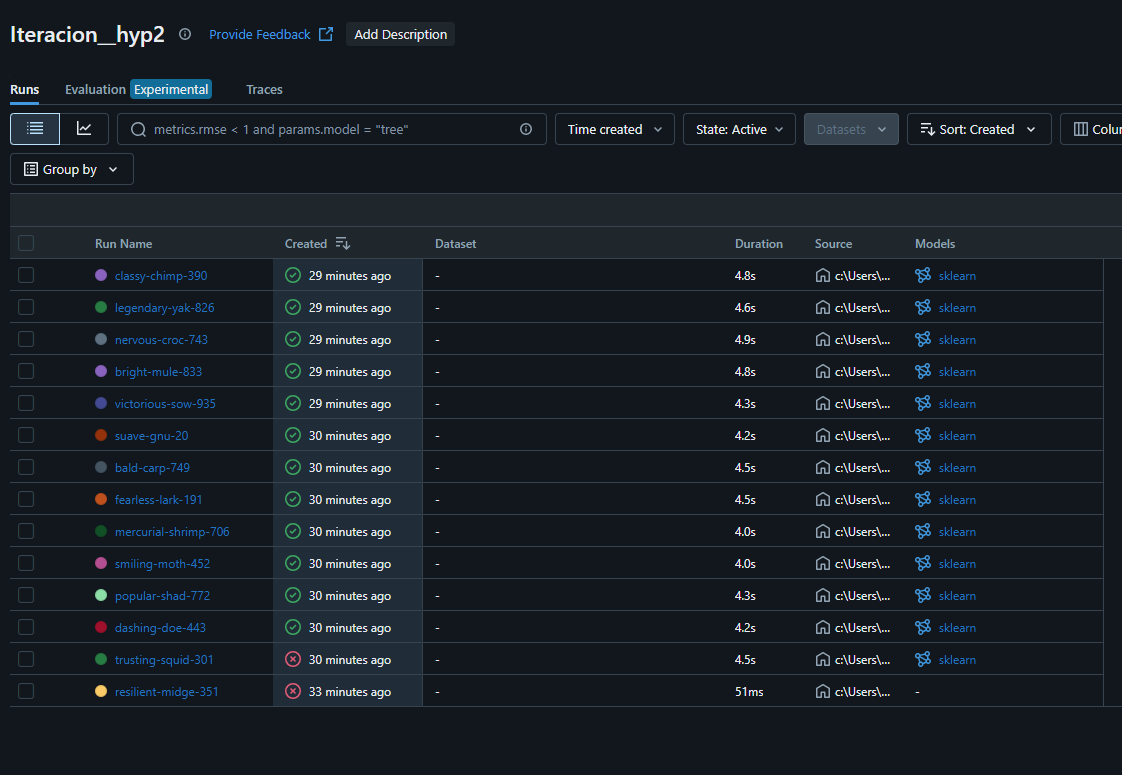 Iteracion__hyp2 Provide Feedback Add Description
Runs Evaluation Experimental Traces
metrics.rmse < 1 and params.model = "tree" Time created State: Active Datasets Sort: Created Colu
Group by
Run Name Created Dataset Duration Source Models
classy-chimp-390 29 minutes ago - 4.8s c:\Users\... sklearn
legendary-yak-826 29 minutes ago - 4.6s c:\Users\... sklearn
nervous-croc-743 29 minutes ago - 4.9s c:\Users\... sklearn
bright-mule-833 29 minutes ago - 4.8s c:\Users\... sklearn
victorious-sow-935 29 minutes ago - 4.3s c:\Users\... sklearn
suave-gnu-20 30 minutes ago - 4.2s c:\Users\... sklearn
bald-carp-749 30 minutes ago - 4.5s c:\Users\... sklearn
fearless-lark-191 30 minutes ago - 4.5s c:\Users\... sklearn
mercurial-shrimp-706 30 minutes ago - 4.0s c:\Users\... sklearn
smiling-moth-452 30 minutes ago - 4.0s c:\Users\... sklearn
popular-shad-772 30 minutes ago - 4.3s c:\Users\... sklearn
dashing-doe-443 30 minutes ago - 4.2s c:\Users\... sklearn
trusting-squid-301 30 minutes ago - 4.5s c:\Users\... sklearn
resilient-midge-351 33 minutes ago - 51ms c:\Users\... -